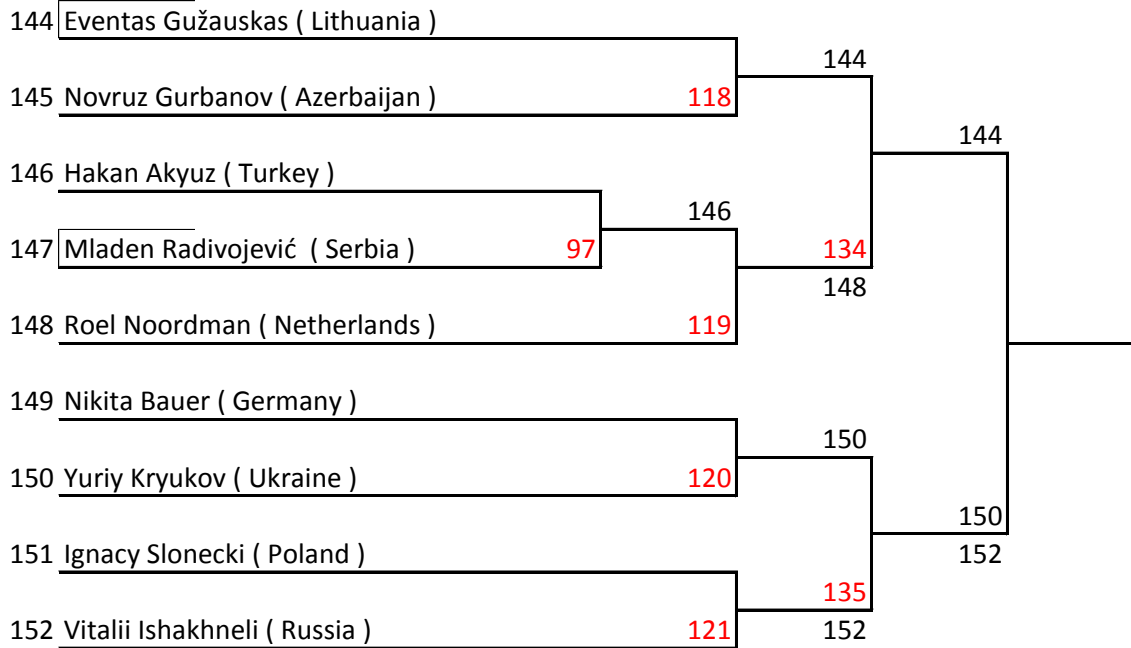 144 Eventas Gužauskas ( Lithuania )
144
145 Novruz Gurbanov ( Azerbaijan ) 118
144
146 Hakan Akyuz ( Turkey )
146
147 Mladen Radivojević ( Serbia ) 97 134
148
148 Roel Noordman ( Netherlands ) 119
149 Nikita Bauer ( Germany )
150
150 Yuriy Kryukov ( Ukraine ) 120
150
151 Ignacy Slonecki ( Poland ) 152
135
152 Vitalii Ishakhneli ( Russia ) 121 152